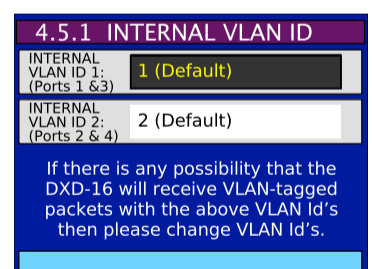 4.5.1 INTERNAL VLAN ID
INTERNAL
VLAN ID 1:
(Ports 1 &3)
1 (Default)
INTERNAL
VLAN ID 2:
(Ports 2 & 4)
2 (Default)
If there is any possibility that the
DXD-16 will receive VLAN-tagged
packets with the above VLAN Id’s
then please change VLAN Id’s.